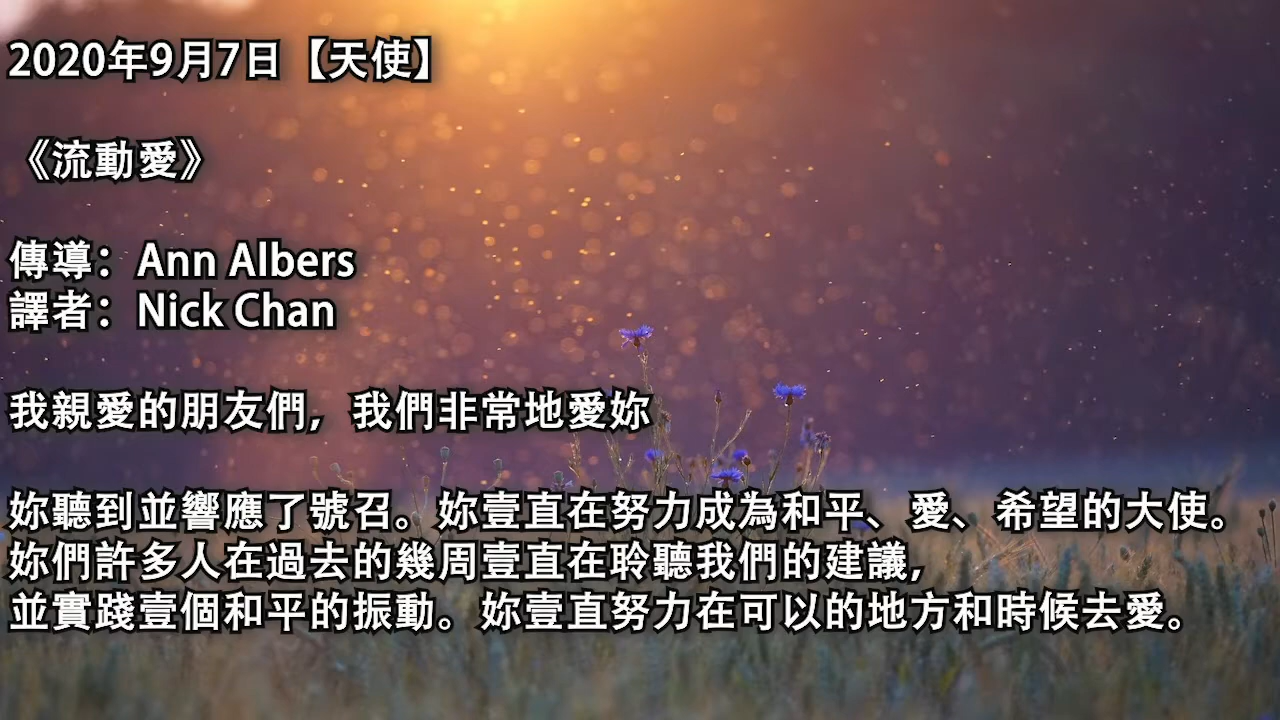 2020年9月7日【天使】
《流動愛》
傳導：Ann Albers
譯者：Nick Chan
我親愛的朋友們，我們非常地愛妳
妳聽到並響應了號召。妳壹直在努力成為和平、愛、希望的大使。
妳們許多人在過去的幾周壹直在聆聽我們的建議，
並實踐壹個和平的振動。妳壹直努力在可以的地方和時候去愛。